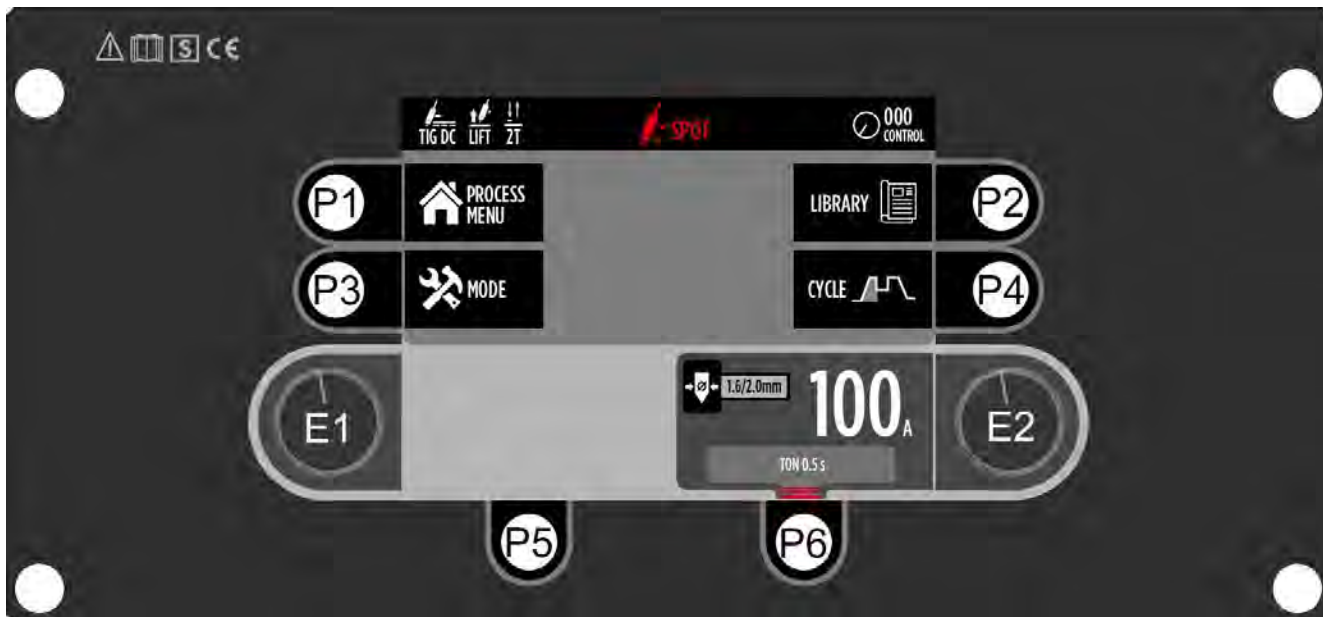 S CE
TIG DC LIFT 2T SPOT 000 CONTROL
P1 PROCESS MENU LIBRARY P2
P3 MODE CYCLE P4
E1 1.6/2.0mm 100 A E2
TON 0.5 s
P5 P6